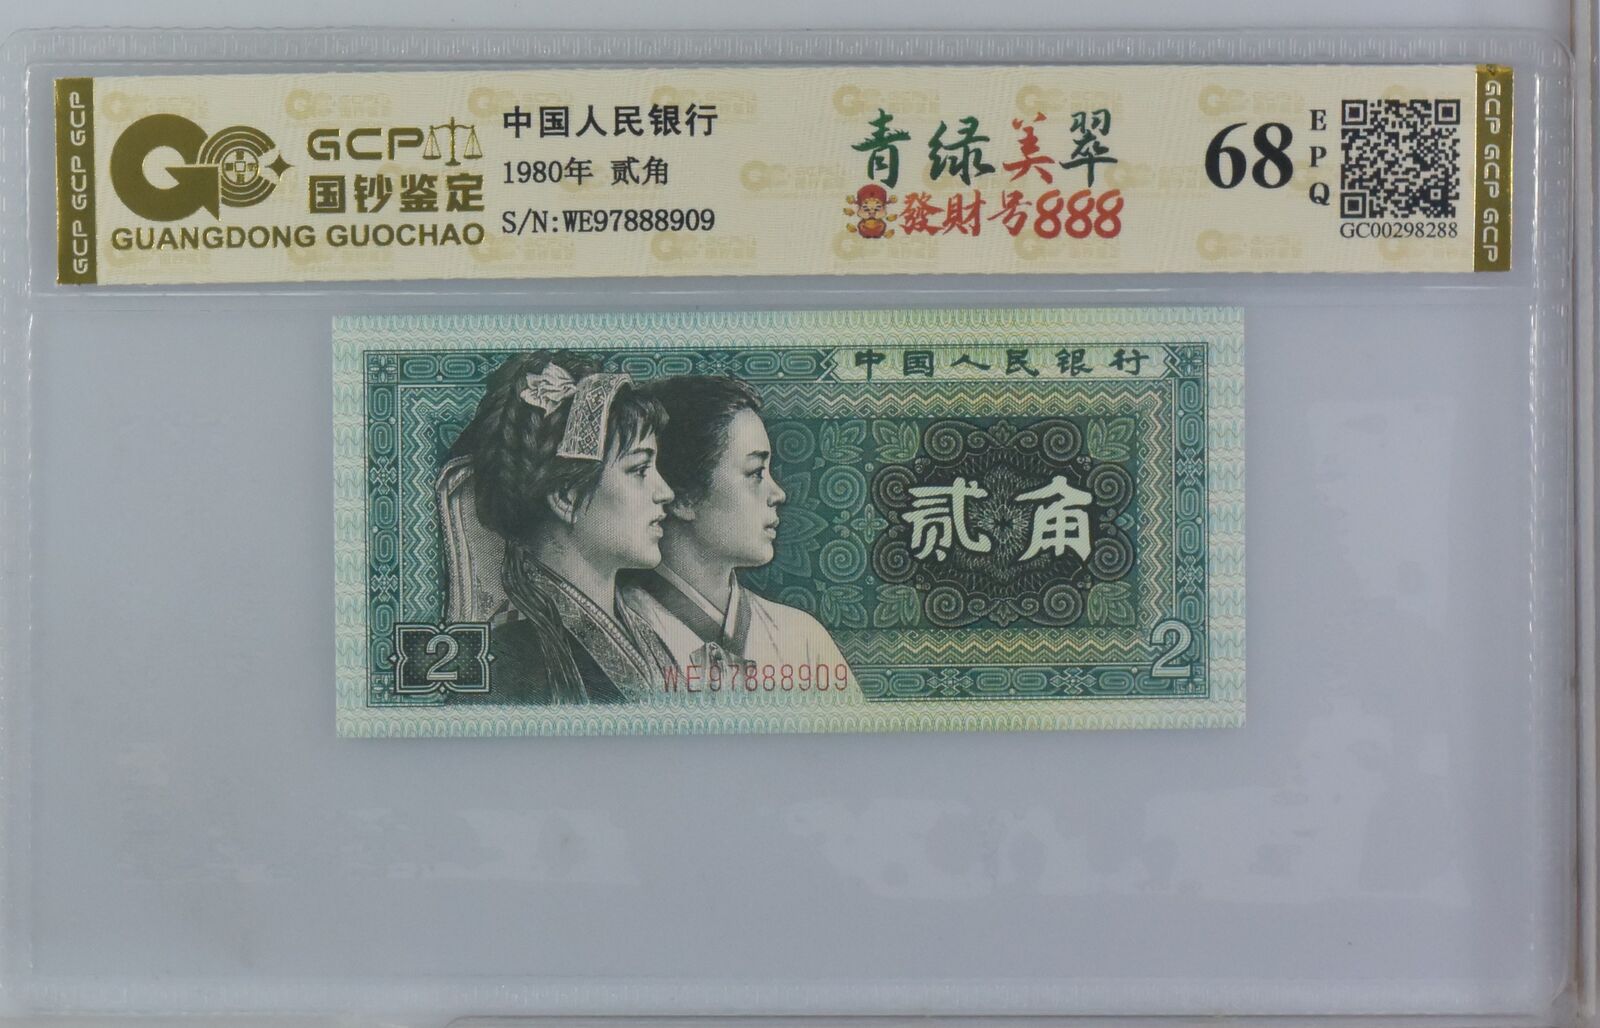 GCP GCP GCP
GC
GCP
国钞鉴定
GUANGDONG GUOCHAO
中国人民银行
1980年 贰角
S/N:WE97888909
青绿美翠
發財号888
68
EPQ
GC00298288
GCP GCP GCP
中国人民银行
贰角
2
2
WE97888909